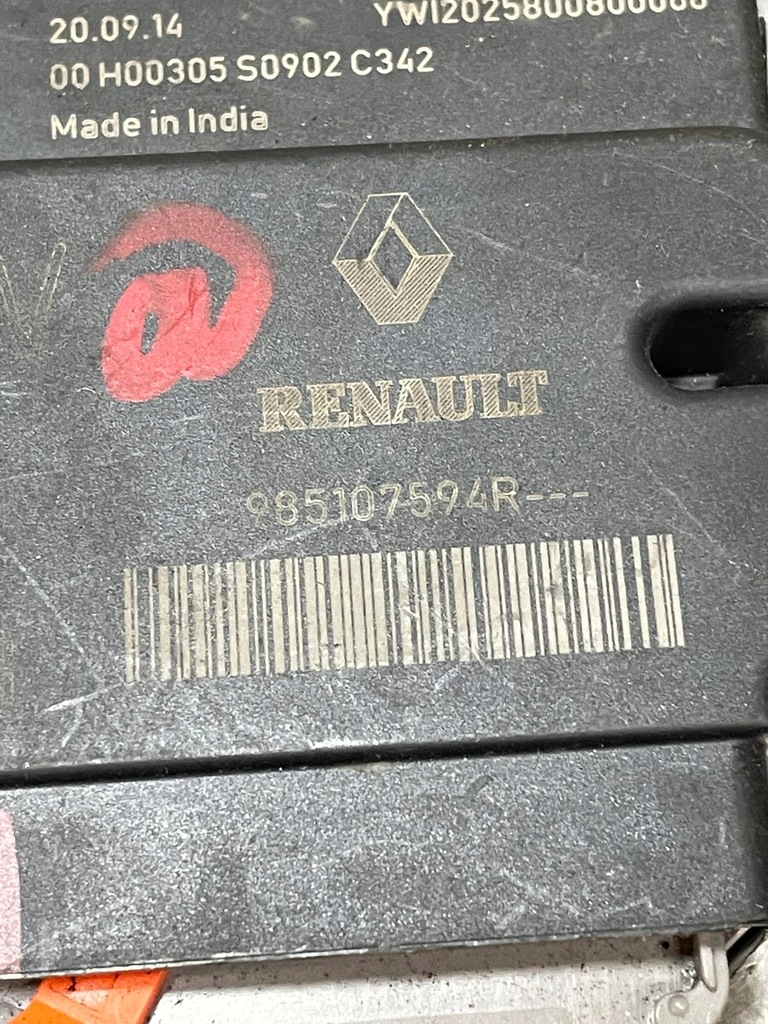 20.09.14
00 H00305 S0902 C342
Made in India
RENAULT
985107594R---